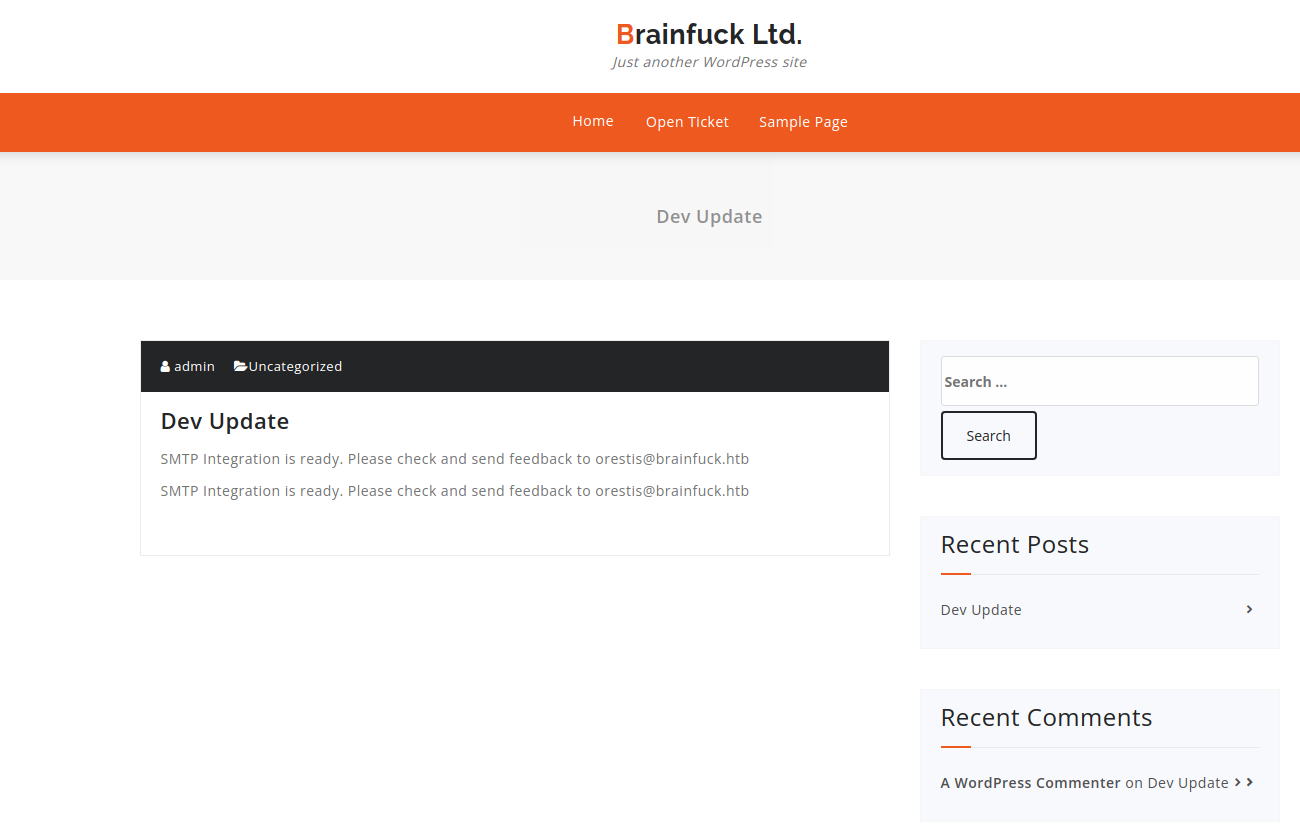 Brainfuck Ltd.
Just another WordPress site
Home Open Ticket Sample Page
Dev Update
admin Uncategorized
Dev Update
SMTP Integration is ready. Please check and send feedback to orestis@brainfuck.htb
SMTP Integration is ready. Please check and send feedback to orestis@brainfuck.htb
Search ...
Search
Recent Posts
Dev Update
Recent Comments
A WordPress Commenter on Dev Update